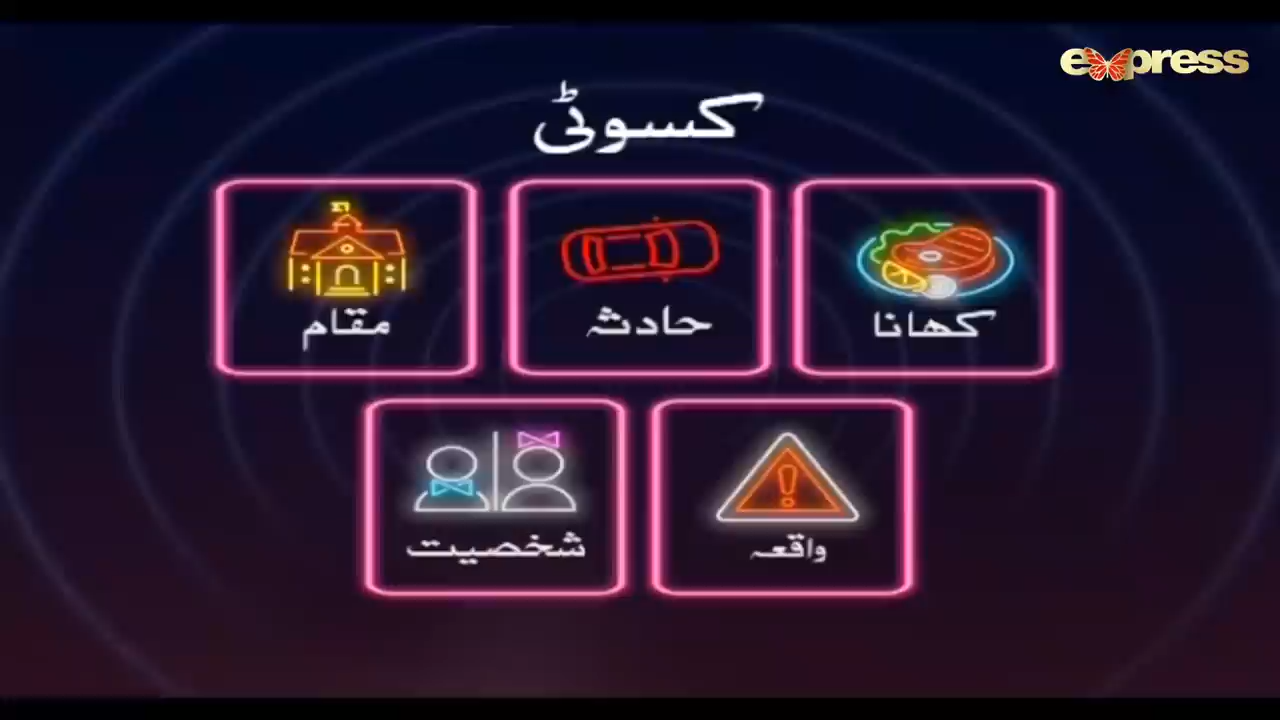 express
کسوٹی
کھانا
حادثہ
مقام
واقعہ
شخصیت